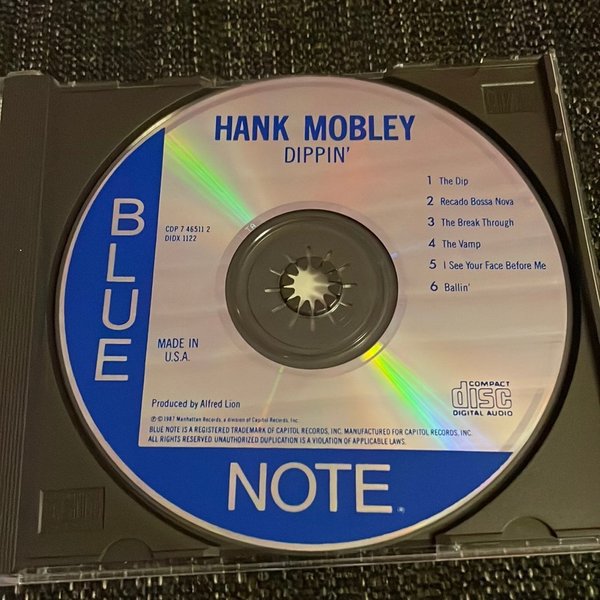 HANK MOBLEY
DIPPIN'
1 The Dip
2 Recado Bossa Nova
3 The Break Through
4 The Vamp
5 I See Your Face Before Me
6 Ballin'
CDP 7 46511 2
DIDX 1122
BLUE
MADE IN
U.S.A.
COMPACT
disc
DIGITAL AUDIO
Produced by Alfred Lion
℗ © 1987 Manhattan Records, a division of Capitol Records, Inc.
BLUE NOTE IS A REGISTERED TRADEMARK OF CAPITOL RECORDS, INC. MANUFACTURED FOR CAPITOL RECORDS, INC.
ALL RIGHTS RESERVED UNAUTHORIZED DUPLICATION IS A VIOLATION OF APPLICABLE LAWS.
NOTE®